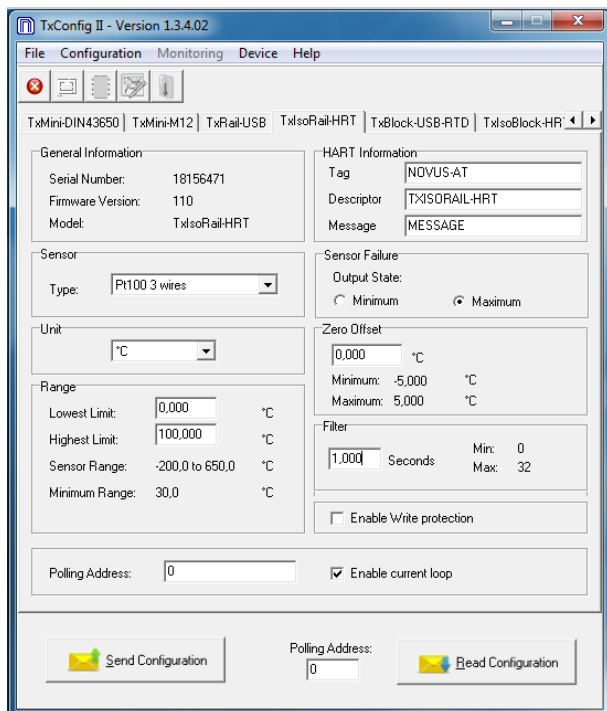 TxConfig II - Version 1.3.4.02
File Configuration Monitoring Device Help
TxMini-DIN43650 TxMini-M12 TxRail-USB TxIsoRail-HRT TxBlock-USB-RTD TxIsoBlock-HR
General Information
Serial Number: 18156471
Firmware Version: 110
Model: TxIsoRail-HRT
HART Information
Tag NOVUS-AT
Descriptor TXISORAIL-HRT
Message MESSAGE
Sensor
Type: Pt100 3 wires
Sensor Failure
Output State:
Minimum Maximum
Unit
°C
Zero Offset
0,000 °C
Minimum: -5,000 °C
Maximum: 5,000 °C
Range
Lowest Limit: 0,000 °C
Highest Limit: 100,000 °C
Sensor Range: -200,0 to 650,0 °C
Minimum Range: 30,0 °C
Filter
1,000 Seconds
Min: 0
Max: 32
Enable Write protection
Polling Address: 0
Enable current loop
Send Configuration
Polling Address:
0
Read Configuration